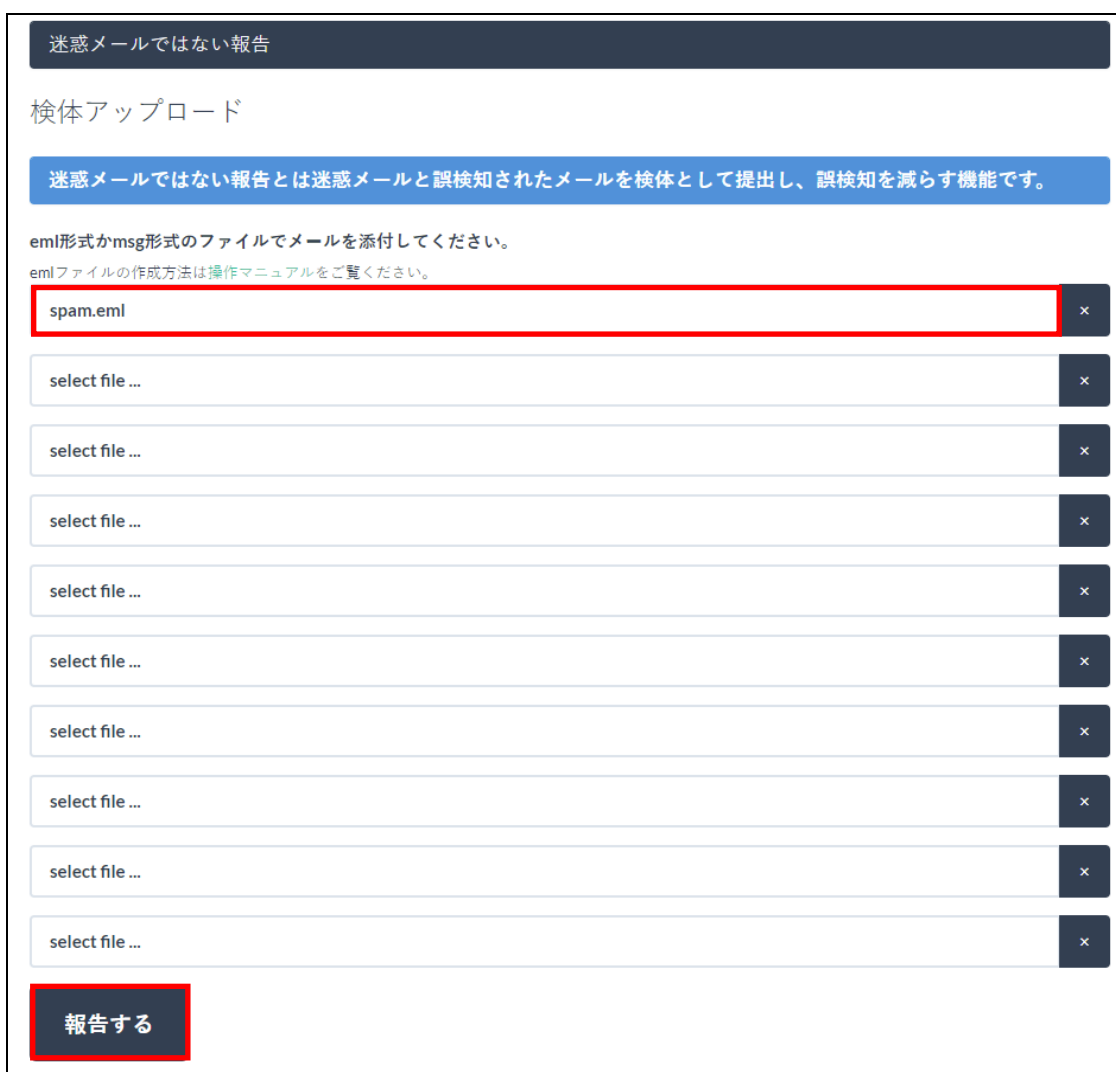 迷惑メールではない報告
検体アップロード
迷惑メールではない報告とは迷惑メールと誤検知されたメールを検体として提出し、誤検知を減らす機能です。
eml形式かmsg形式のファイルでメールを添付してください。
emlファイルの作成方法は操作マニュアルをご覧ください。
spam.eml ×
select file ... ×
select file ... ×
select file ... ×
select file ... ×
select file ... ×
select file ... ×
select file ... ×
select file ... ×
select file ... ×
報告する